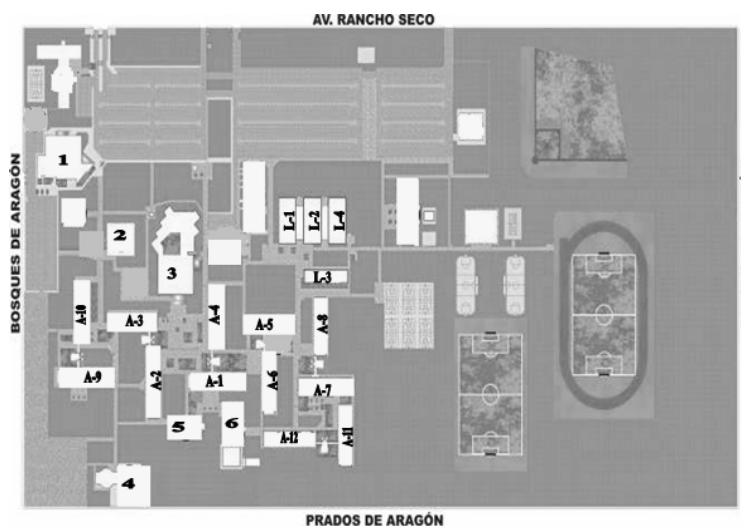 AV. RANCHO SECO
BOSQUES DE ARAGÓN
1
2
3
L-1
L-2
L-4
L-3
A-10
A-3
A-4
A-5
A-8
A-9
A-2
A-1
A-6
A-7
5
6
A-12
A-11
4
PRADOS DE ARAGÓN